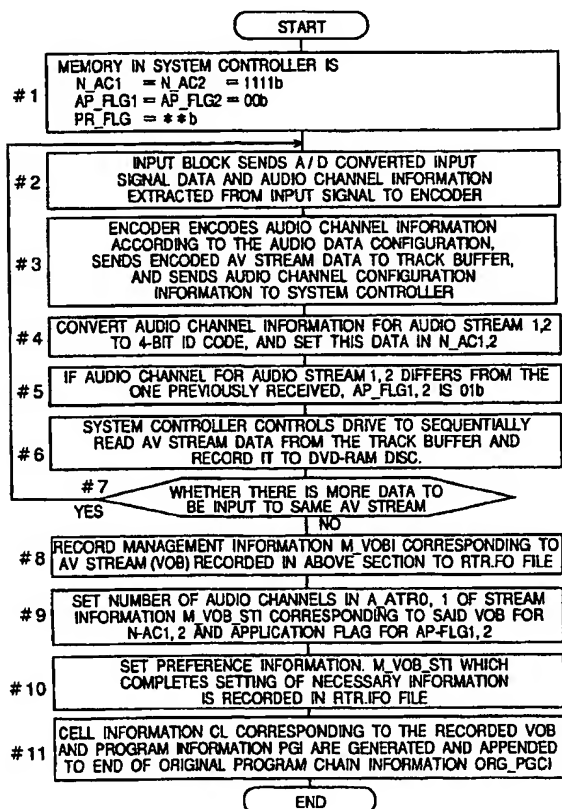 START
MEMORY IN SYSTEM CONTROLLER IS
N_AC1 = N_AC2 = 1111b
#1
AP_FLG1 = AP_FLG2 = 00b
PR_FLG = **b
INPUT BLOCK SENDS A/D CONVERTED INPUT
#2
SIGNAL DATA AND AUDIO CHANNEL INFORMATION
EXTRACTED FROM INPUT SIGNAL TO ENCODER
ENCODER ENCODES AUDIO CHANNEL INFORMATION
ACCORDING TO THE AUDIO DATA CONFIGURATION,
#3
SENDS ENCODED AV STREAM DATA TO TRACK BUFFER,
AND SENDS AUDIO CHANNEL CONFIGURATION
INFORMATION TO SYSTEM CONTROLLER
#4
CONVERT AUDIO CHANNEL INFORMATION FOR AUDIO STREAM 1,2
TO 4-BIT ID CODE, AND SET THIS DATA IN N_AC1,2
#5
IF AUDIO CHANNEL FOR AUDIO STREAM 1,2 DIFFERS FROM THE
ONE PREVIOUSLY RECEIVED, AP_FLG1,2 IS 01b
SYSTEM CONTROLLER CONTROLS DRIVE TO SEQUENTIALLY
#6
READ AV STREAM DATA FROM THE TRACK BUFFER AND
RECORD IT TO DVD-RAM DISC.
#7
WHETHER THERE IS MORE DATA TO
YES
BE INPUT TO SAME AV STREAM
NO
#8
RECORD MANAGEMENT INFORMATION M_VOBI CORRESPONDING TO
AV STREAM (VOB) RECORDED IN ABOVE SECTION TO RTR.FO FILE
#9
SET NUMBER OF AUDIO CHANNELS IN A_ATR0, 1 OF STREAM
INFORMATION M_VOB_STI CORRESPONDING TO SAID VOB FOR
N-AC1,2 AND APPLICATION FLAG FOR AP-FLG1,2
#10
SET PREFERENCE INFORMATION. M_VOB_STI WHICH
COMPLETES SETTING OF NECESSARY INFORMATION
IS RECORDED IN RTR.IFO FILE
#11
CELL INFORMATION CL CORRESPONDING TO THE RECORDED VOB
AND PROGRAM INFORMATION PGI ARE GENERATED AND APPENDED
TO END OF ORIGINAL PROGRAM CHAIN INFORMATION ORG_PGCI
END